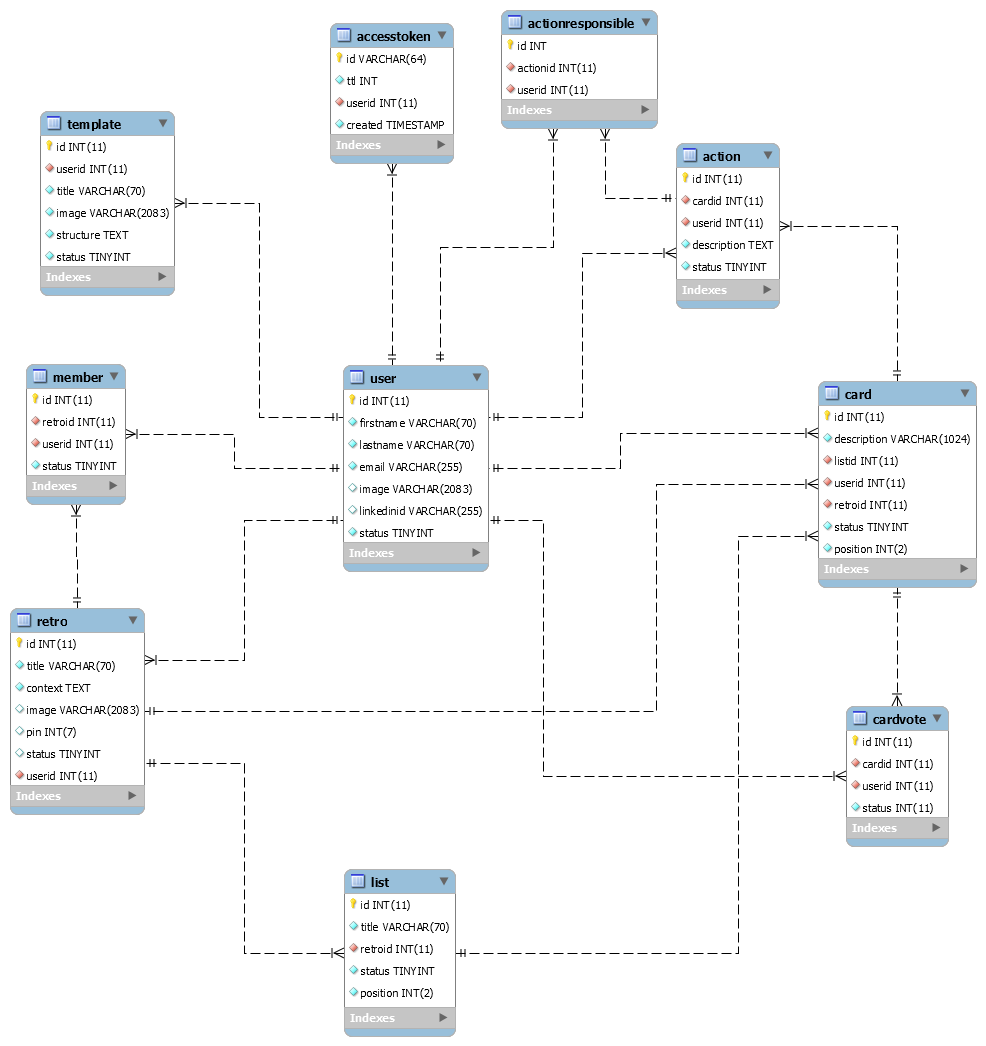 actionresponsible
id INT
actionid INT(11)
userid INT(11)
Indexes
accesstoken
id VARCHAR(64)
ttl INT
userid INT(11)
created TIMESTAMP
Indexes
template
id INT(11)
userid INT(11)
title VARCHAR(70)
image VARCHAR(2083)
structure TEXT
status TINYINT
Indexes
action
id INT(11)
cardid INT(11)
userid INT(11)
description TEXT
status TINYINT
Indexes
member
id INT(11)
retroid INT(11)
userid INT(11)
status TINYINT
Indexes
user
id INT(11)
firstname VARCHAR(70)
lastname VARCHAR(70)
email VARCHAR(255)
image VARCHAR(2083)
linkedinid VARCHAR(255)
status TINYINT
Indexes
card
id INT(11)
description VARCHAR(1024)
listid INT(11)
userid INT(11)
retroid INT(11)
status TINYINT
position INT(2)
Indexes
retro
id INT(11)
title VARCHAR(70)
context TEXT
image VARCHAR(2083)
pin INT(7)
status TINYINT
userid INT(11)
Indexes
cardvote
id INT(11)
cardid INT(11)
userid INT(11)
status INT(11)
Indexes
list
id INT(11)
title VARCHAR(70)
retroid INT(11)
status TINYINT
position INT(2)
Indexes